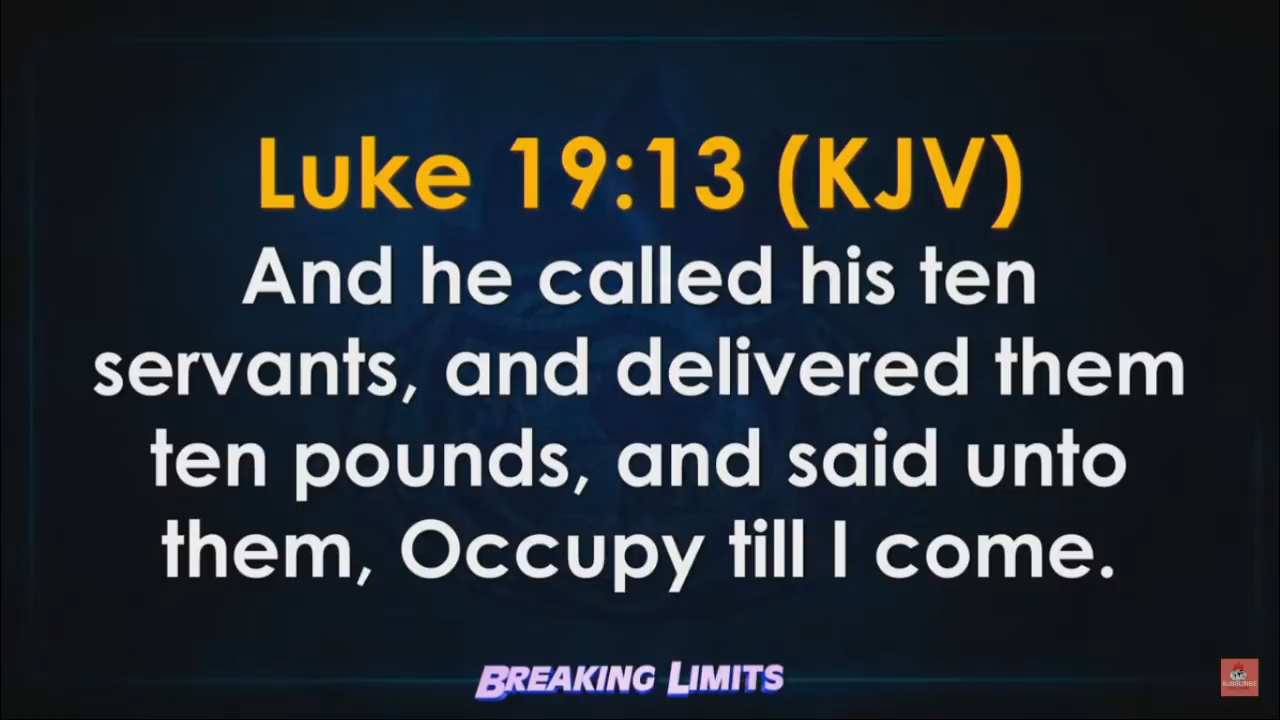 Luke 19:13 (KJV)
And he called his ten
servants, and delivered them
ten pounds, and said unto
them, Occupy till I come.
BREAKING LIMITS
SUBSCRIBE